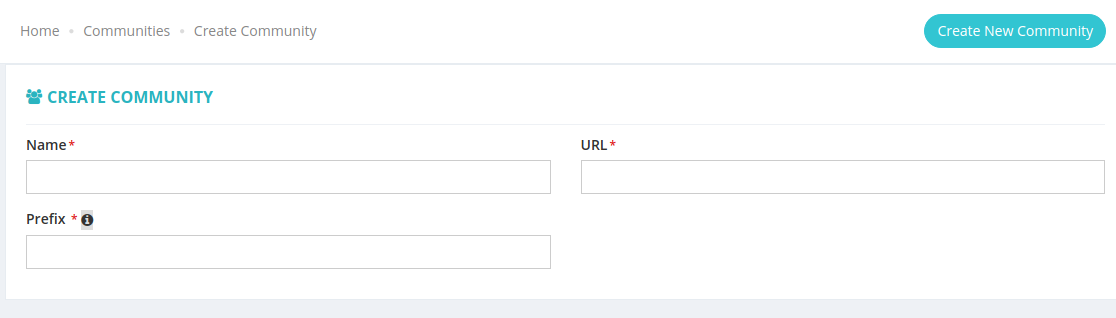 Home • Communities • Create Community
Create New Community
CREATE COMMUNITY
Name*
URL*
Prefix *